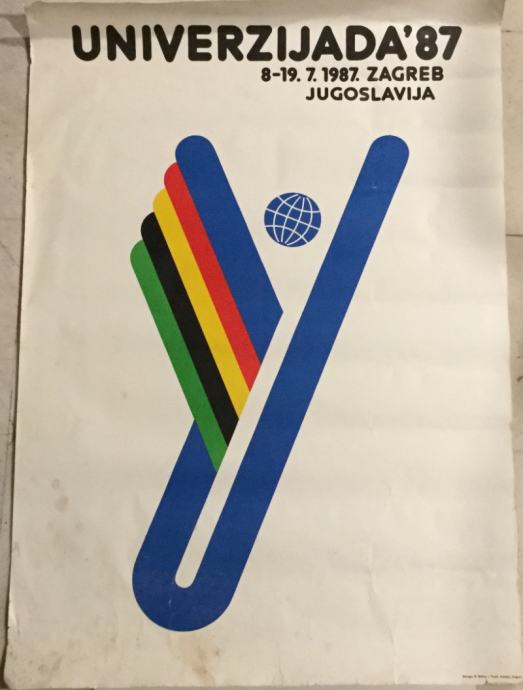 UNIVERZIJADA'87
8-19. 7. 1987. ZAGREB
JUGOSLAVIJA